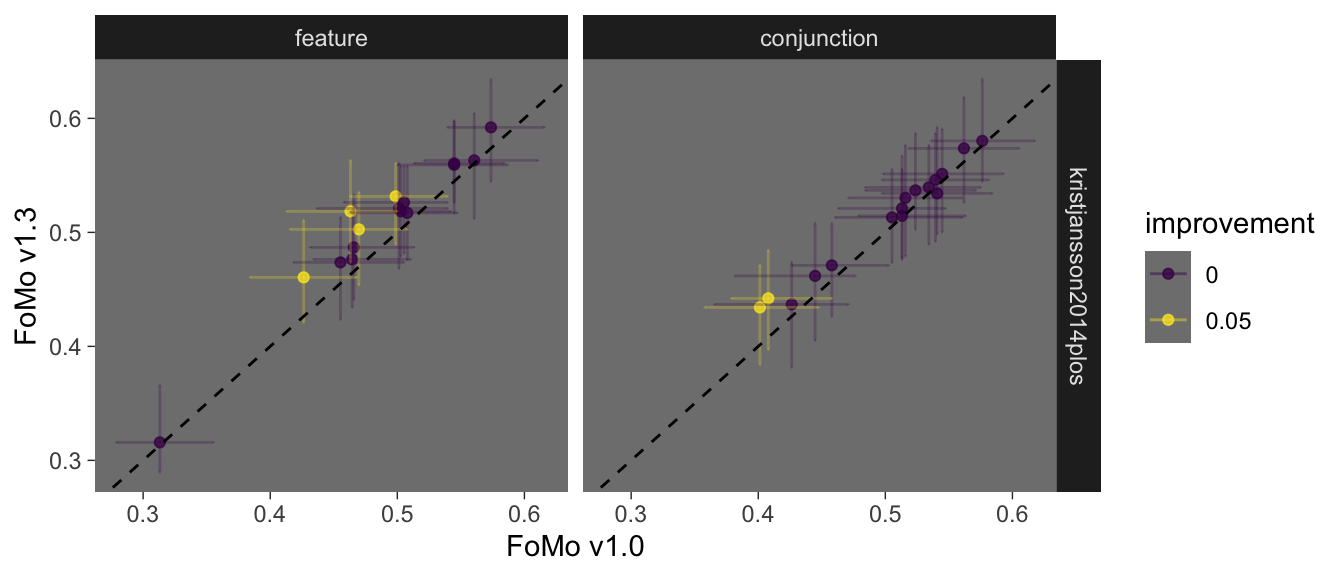 feature
conjunction
0.6
0.5
0.4
0.3
FoMo v1.3
kristjansson2014plos
improvement
0
0.05
0.3 0.4 0.5 0.6
0.3 0.4 0.5 0.6
FoMo v1.0